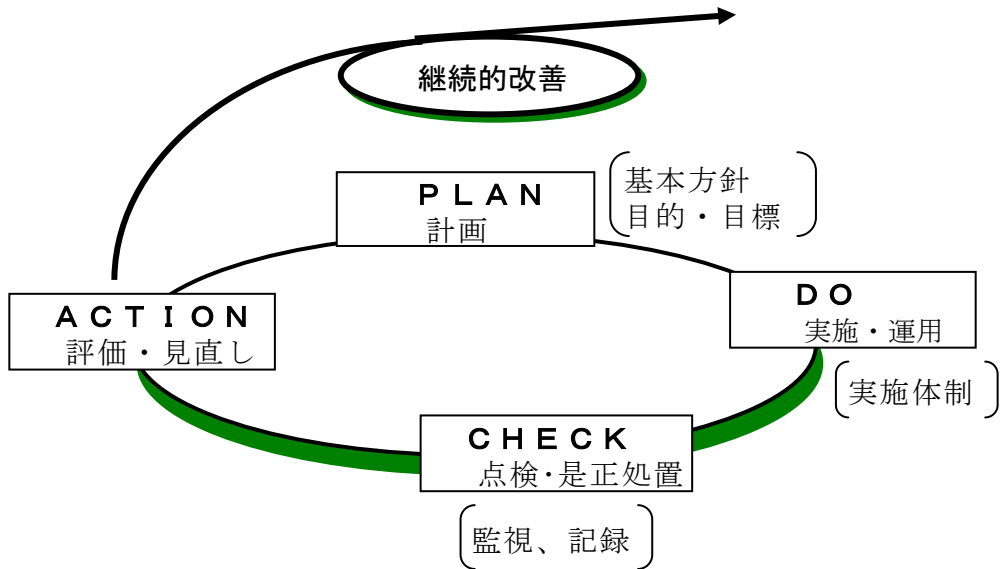 継続的改善
ＰＬＡＮ
計画
基本方針
目的・目標
ＤＯ
実施・運用
実施体制
ＣＨＥＣＫ
点検･是正処置
監視、記録
ＡＣＴＩＯＮ
評価・見直し